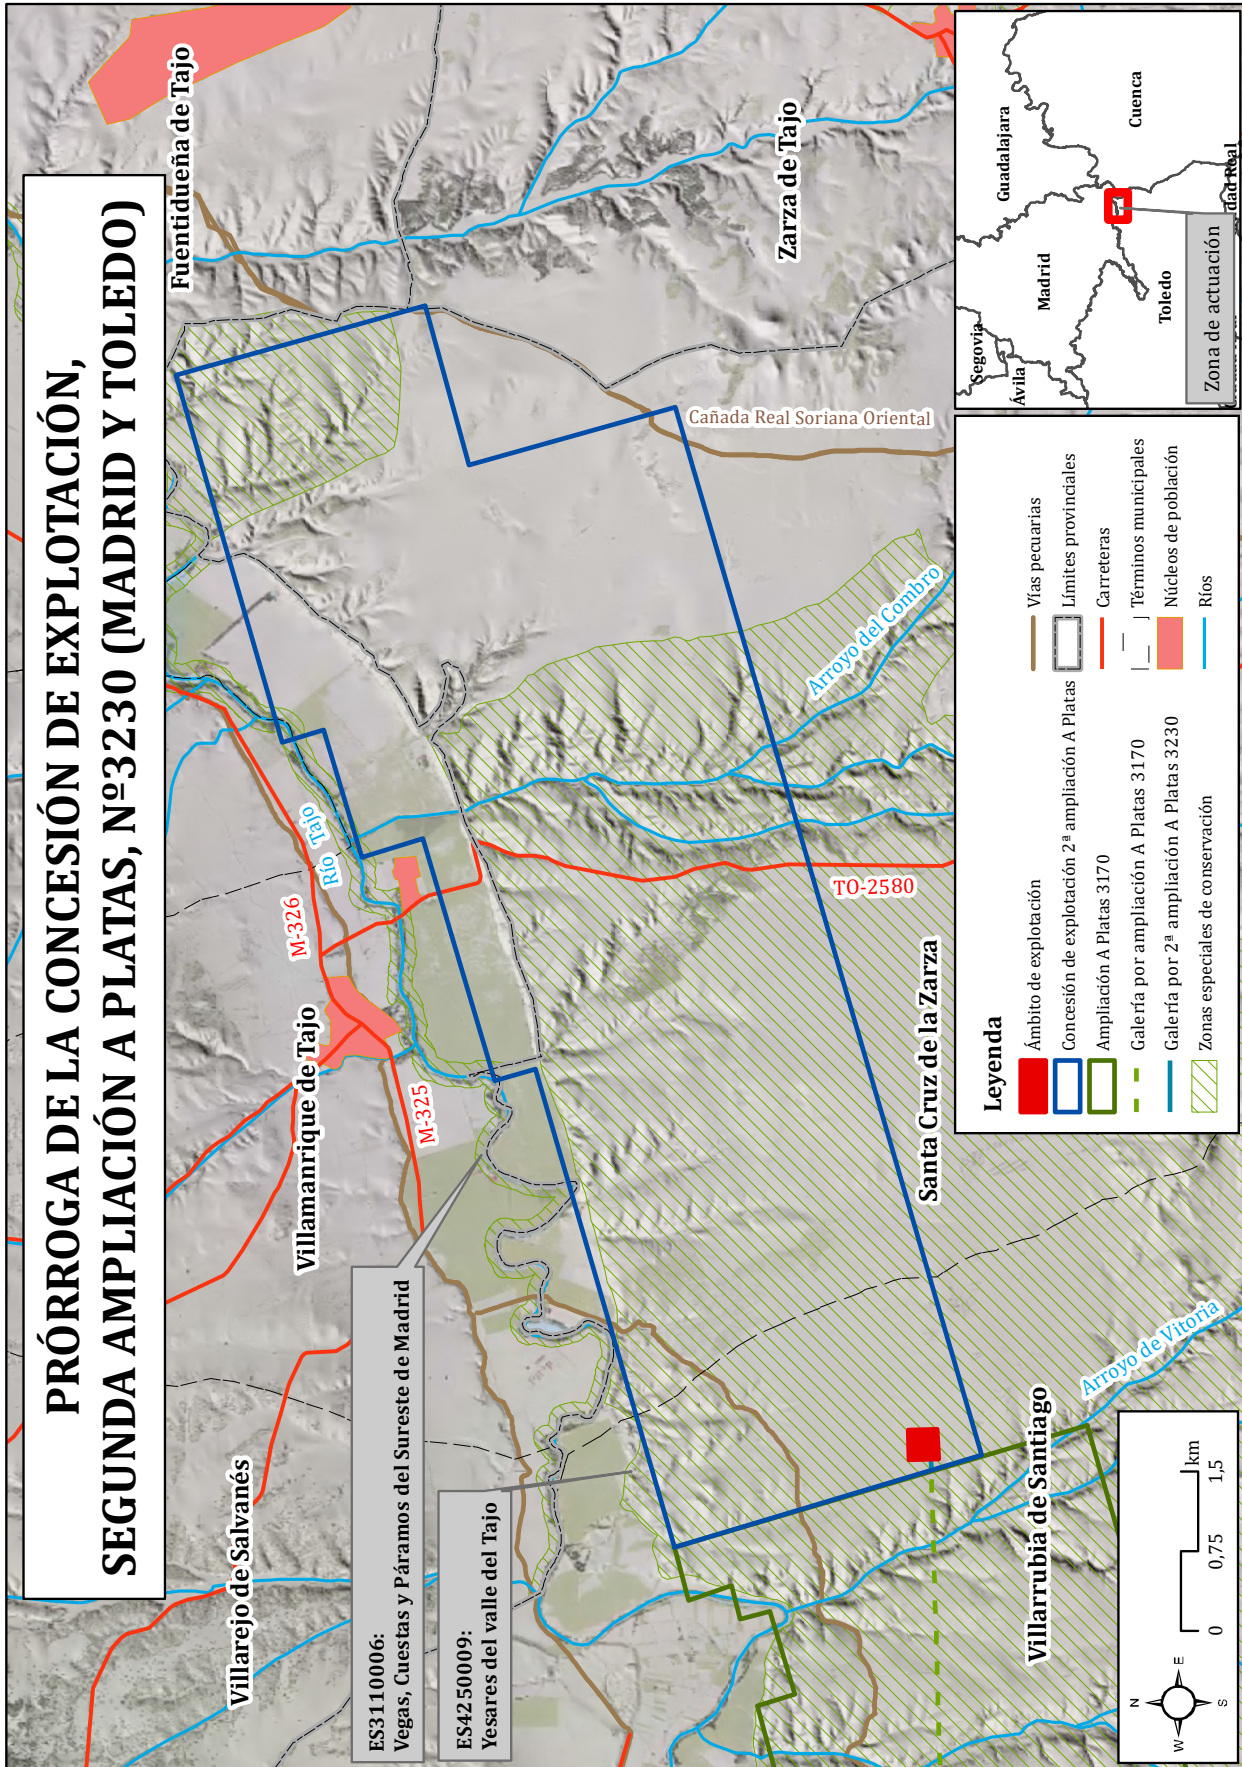 PRÓRROGA DE LA CONCESIÓN DE EXPLOTACIÓN,
SEGUNDA AMPLIACIÓN A PLATAS, Nº3230 (MADRID Y TOLEDO)
Fuentidueña de Tajo
Zarza de Tajo
Cañada Real Soriana Oriental
Arroyo del Combro
Río Tajo
M-326
TO-2580
Villamanrique de Tajo
M-325
Santa Cruz de la Zarza
Villarejo de Salvanés
ES3110006:
Vegas, Cuestas y Páramos del Sureste de Madrid
ES4250009:
Yesares del valle del Tajo
Arroyo de Vitoria
Villarrubia de Santiago
N
W
E
S
0
0,75
1,5
km
Leyenda
Ámbito de explotación
Concesión de explotación 2ª ampliación A Platas
Ampliación A Platas 3170
Galería por ampliación A Platas 3170
Galería por 2ª ampliación A Platas 3230
Zonas especiales de conservación
Vías pecuarias
Límites provinciales
Carreteras
Términos municipales
Núcleos de población
Ríos
Segovia
Ávila
Guadalajara
Madrid
Cuenca
Toledo
dad Real
Zona de actuación